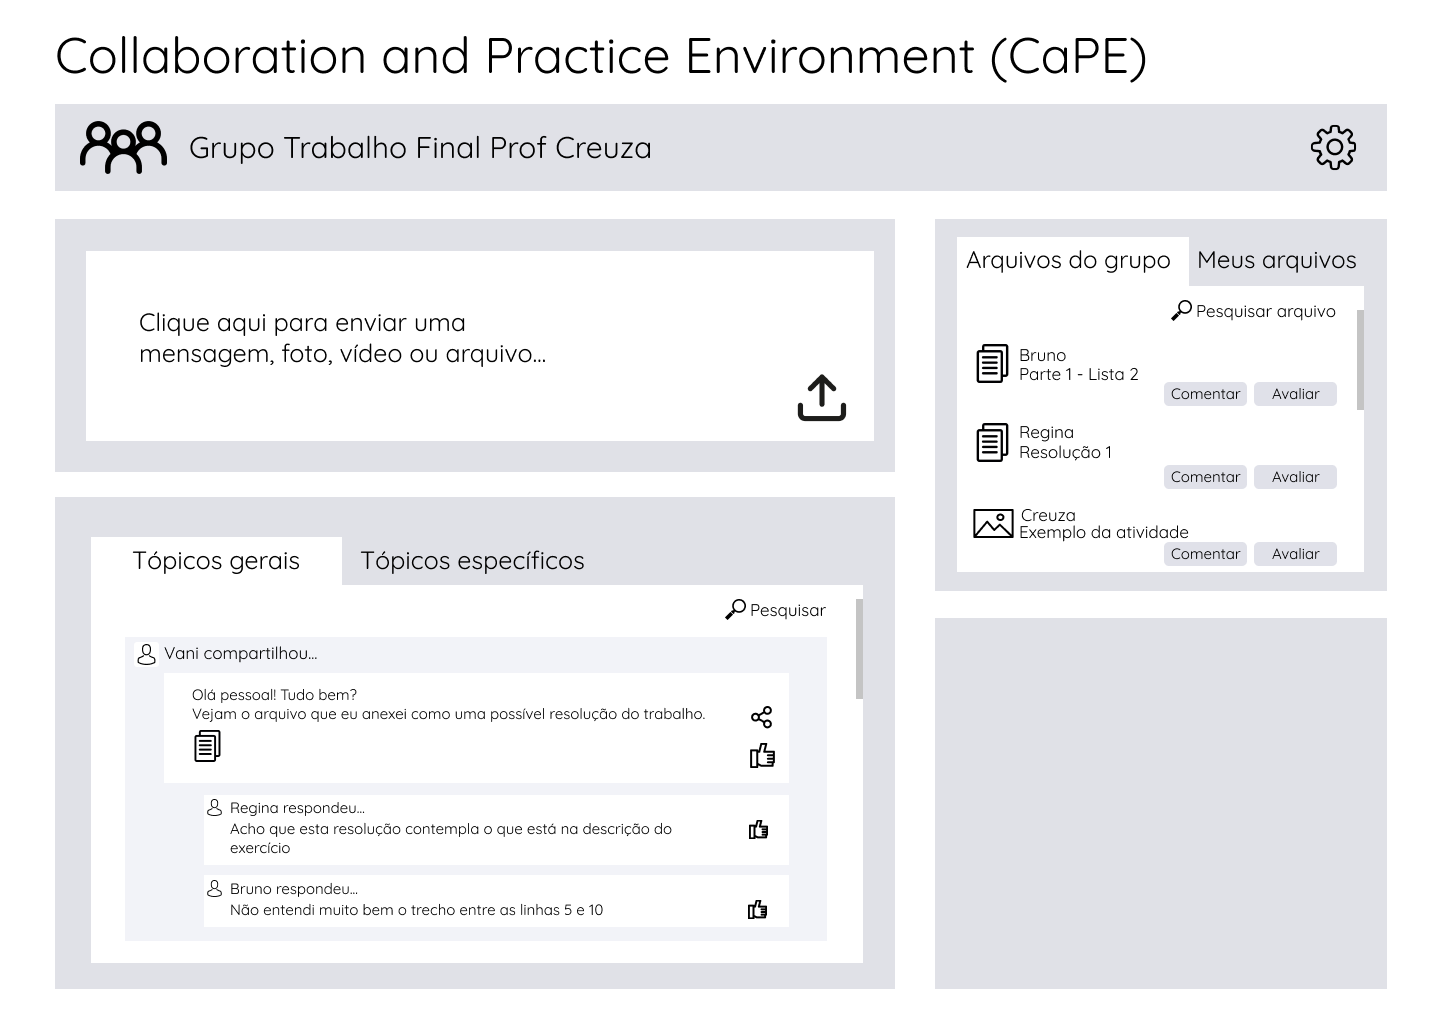 Collaboration and Practice Environment (CaPE)
Grupo Trabalho Final Prof Creuza
Clique aqui para enviar uma
mensagem, foto, vídeo ou arquivo...
Tópicos gerais
Tópicos específicos
Pesquisar
Vani compartilhou...
Olá pessoal! Tudo bem?
Vejam o arquivo que eu anexei como uma possível resolução do trabalho.
Regina respondeu...
Acho que esta resolução contempla o que está na descrição do
exercício
Bruno respondeu...
Não entendi muito bem o trecho entre as linhas 5 e 10
Arquivos do grupo
Meus arquivos
Pesquisar arquivo
Bruno
Parte 1 - Lista 2
Comentar
Avaliar
Regina
Resolução 1
Comentar
Avaliar
Creuza
Exemplo da atividade
Comentar
Avaliar